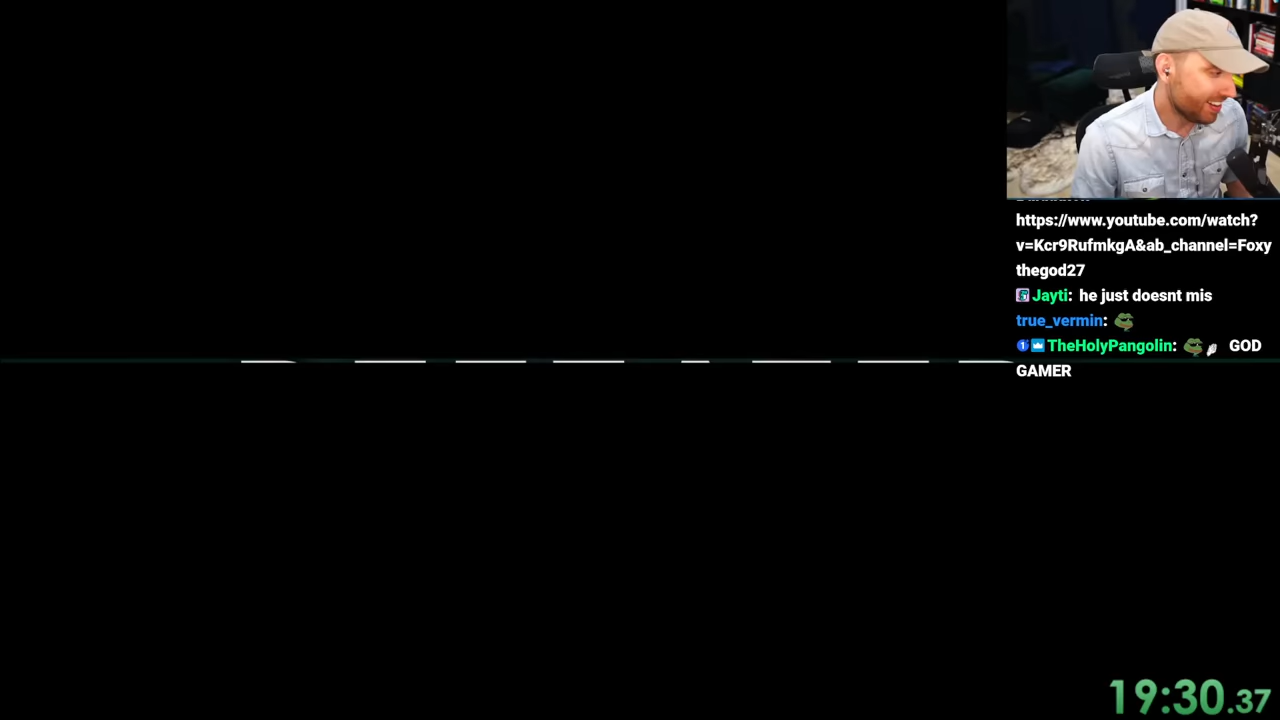 https://www.youtube.com/watch?
v=Kcr9RufmkgA&ab_channel=Foxy
thegod27
Jayti: he just doesnt mis
true_vermin:
TheHolyPangolin: GOD
GAMER
19:30.37